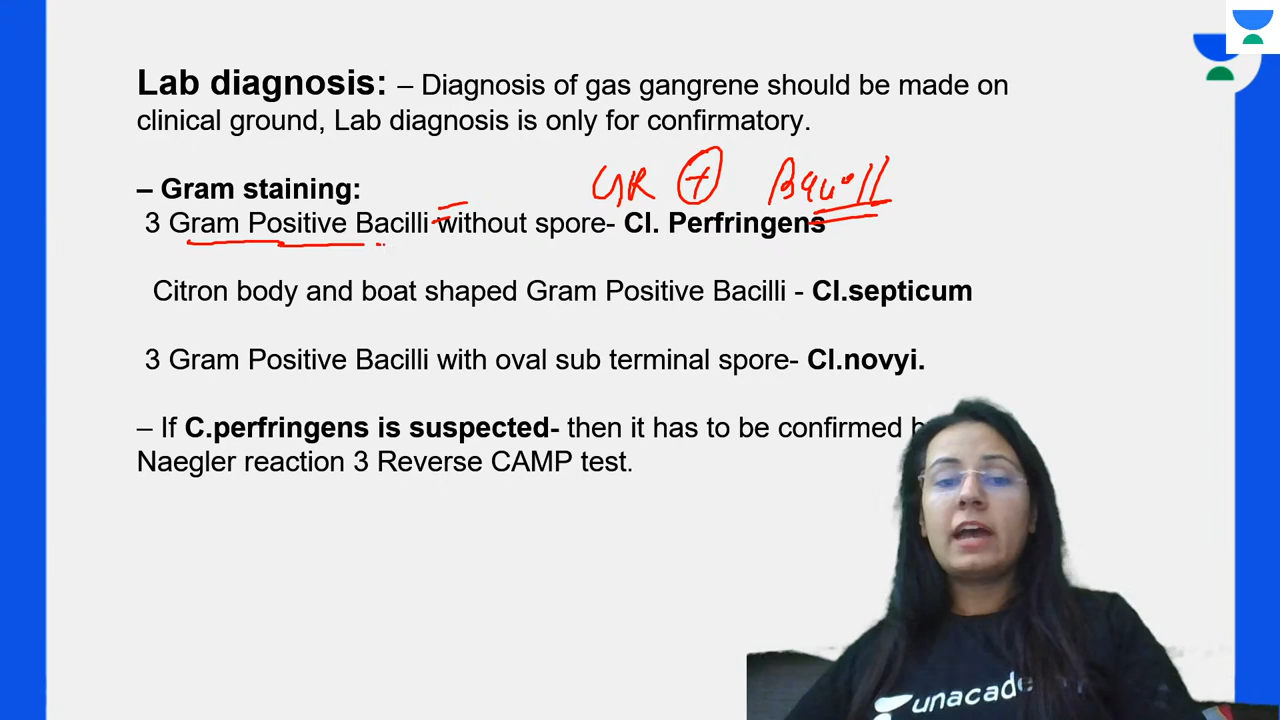 Lab diagnosis: – Diagnosis of gas gangrene should be made on
clinical ground, Lab diagnosis is only for confirmatory.
– Gram staining:
GR + Bacilli
3 Gram Positive Bacilli without spore- Cl. Perfringens
Citron body and boat shaped Gram Positive Bacilli - Cl.septicum
3 Gram Positive Bacilli with oval sub terminal spore- Cl.novyi.
– If C.perfringens is suspected- then it has to be confirmed
Naegler reaction 3 Reverse CAMP test.
unacade